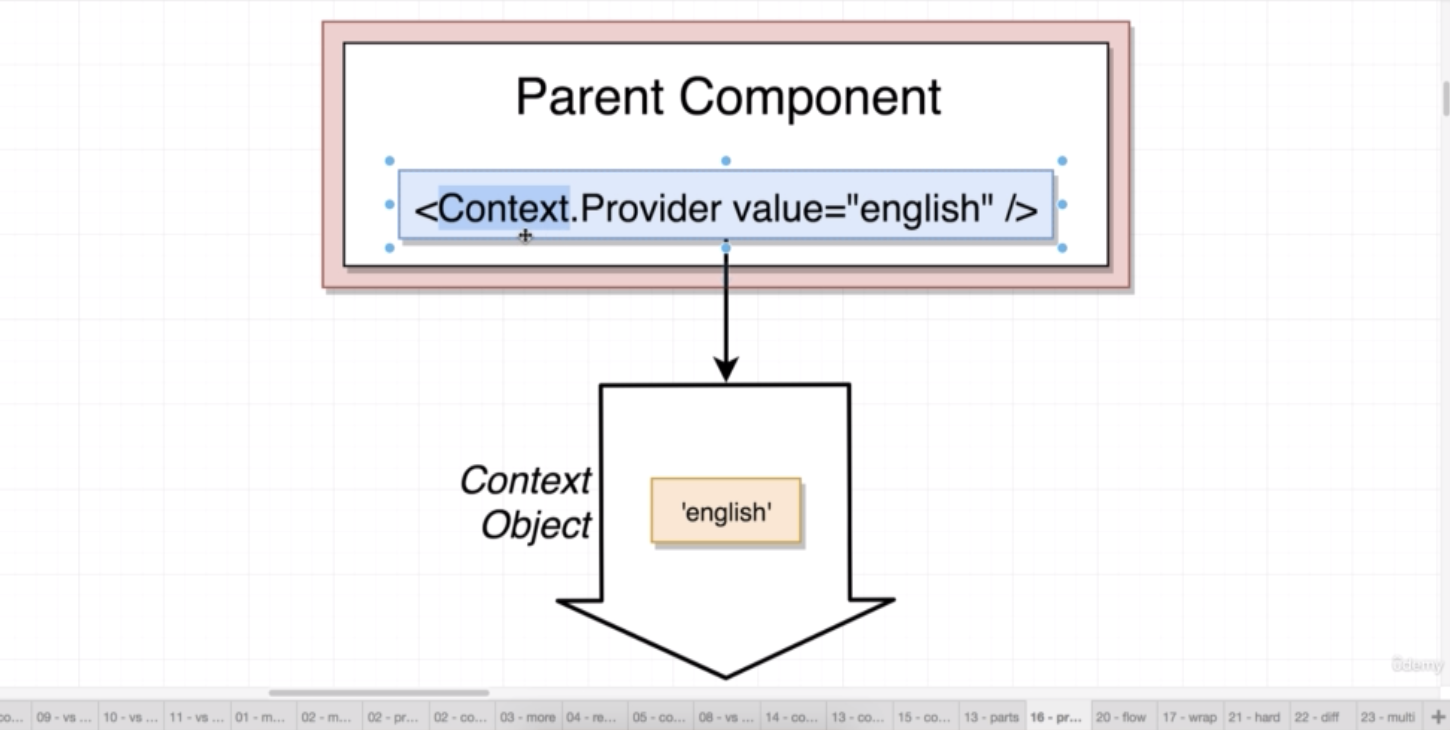 Parent Component
<Context.Provider value="english" />
Context
Object
'english'
ûdemy
co... 09 - vs ... 10 - vs ... 11 - vs ... 01 - m... 02 - m... 02 - pr... 02 - co... 03 - more 04 - re... 05 - co... 08 - vs ... 14 - co... 13 - co... 15 - co... 13 - parts 16 - pr... 20 - flow 17 - wrap 21 - hard 22 - diff 23 - multi +